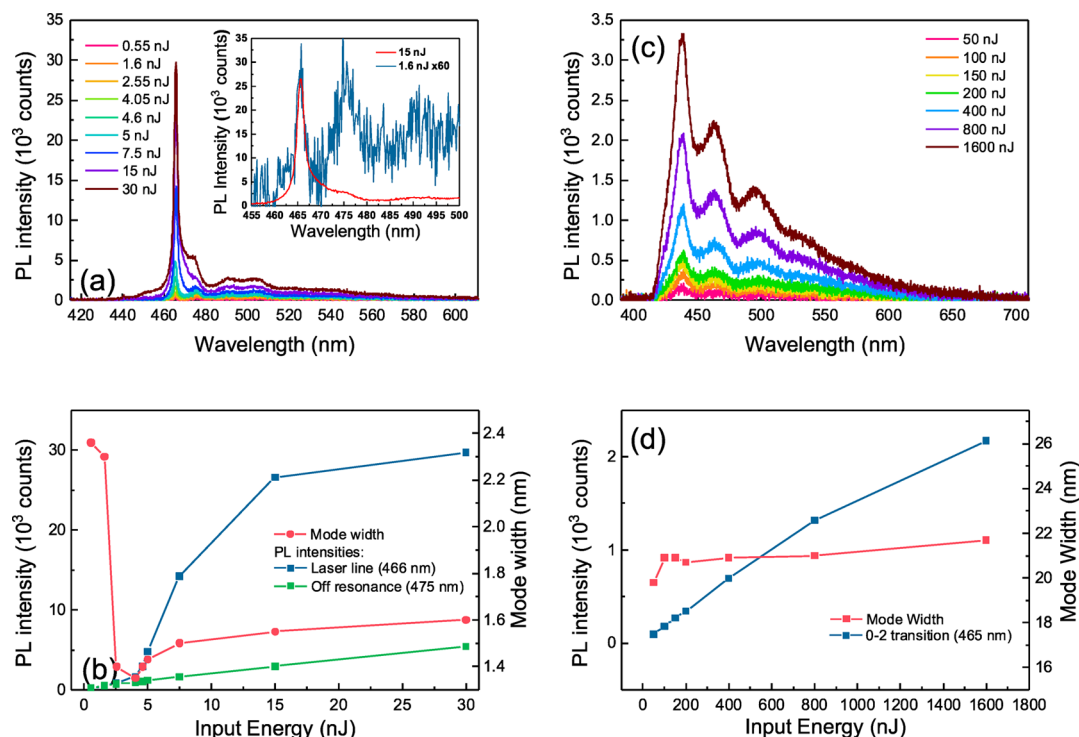 (a)
PL intensity (10³ counts)
35
30
25
20
15
10
5
0
0.55 nJ
1.6 nJ
2.55 nJ
4.05 nJ
4.6 nJ
5 nJ
7.5 nJ
15 nJ
30 nJ
PL Intensity (10³ counts)
35
30
25
20
15
10
5
0
15 nJ
1.6 nJ x60
455 460 465 470 475 480 485 490 495 500
Wavelength (nm)
420 440 460 480 500 520 540 560 580 600
Wavelength (nm)
(c)
PL intensity (10³ counts)
3.5
3.0
2.5
2.0
1.5
1.0
0.5
0.0
50 nJ
100 nJ
150 nJ
200 nJ
400 nJ
800 nJ
1600 nJ
400 450 500 550 600 650 700
Wavelength (nm)
(b)
PL intensity (10³ counts)
30
20
10
0
Mode width
PL intensities:
Laser line (466 nm)
Off resonance (475 nm)
2.4
2.2
2.0
1.8
1.6
1.4
Mode width (nm)
0 5 10 15 20 25 30
Input Energy (nJ)
(d)
PL intensity (10³ counts)
2
1
0
Mode Width
0-2 transition (465 nm)
26
24
22
20
18
16
Mode width (nm)
0 200 400 600 800 1000 1200 1400 1600 1800
Input Energy (nJ)